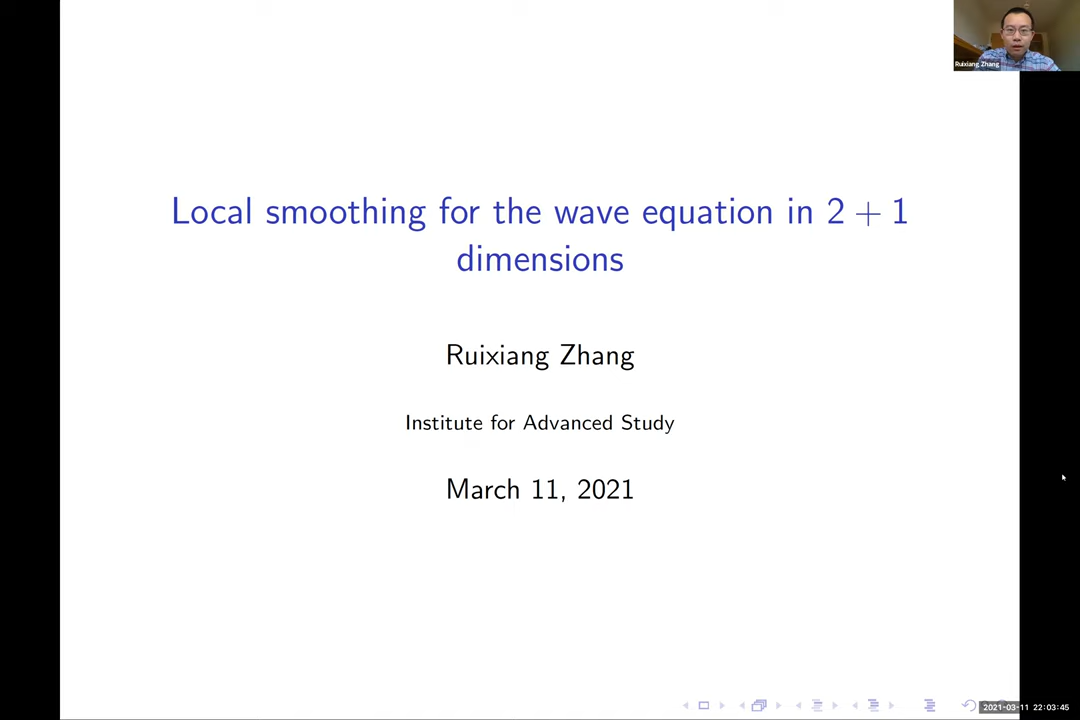 Ruixiang Zhang
Local smoothing for the wave equation in 2 + 1
dimensions
Ruixiang Zhang
Institute for Advanced Study
March 11, 2021
2021-03-11 22:03:45